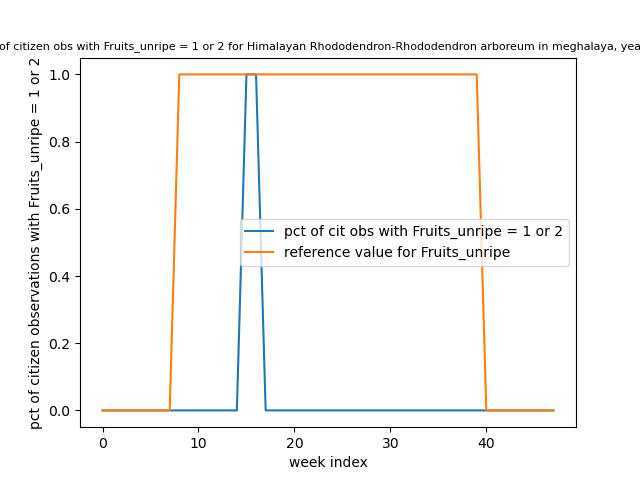 of citizen obs with Fruits_unripe = 1 or 2 for Himalayan Rhododendron-Rhododendron arboreum in meghalaya, yea
pct of citizen observations with Fruits_unripe = 1 or 2
1.0
0.8
0.6
0.4
0.2
0.0
pct of cit obs with Fruits_unripe = 1 or 2
reference value for Fruits_unripe
0 10 20 30 40
week index